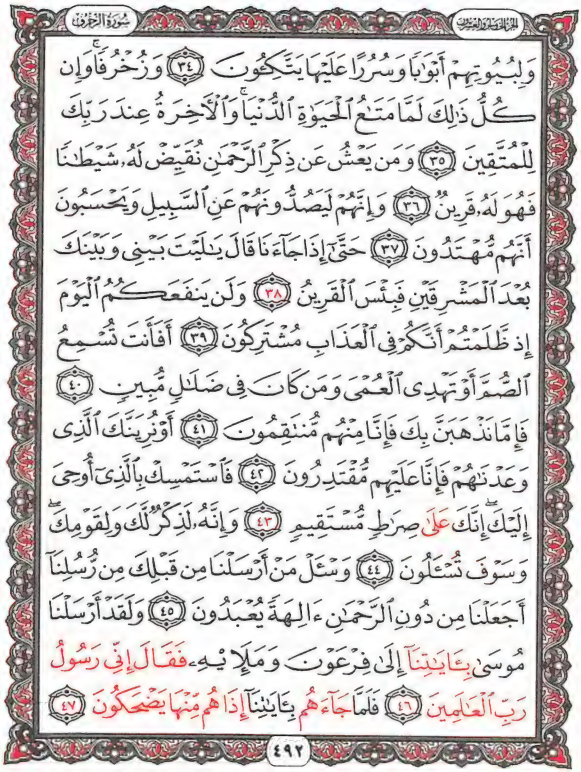 سورة الزخرف
الجزء الخامس والعشرون
وَلِبُيُوتِهِمْ أَبْوَٰبًا وَسُرُرًا عَلَيْهَا يَتَّكِـُٔونَ ٣٤ وَزُخْرُفًا ۚ وَإِن
كُلُّ ذَٰلِكَ لَمَّا مَتَـٰعُ ٱلْحَيَوٰةِ ٱلدُّنْيَا ۚ وَٱلْـَٔاخِرَةُ عِندَ رَبِّكَ
لِلْمُتَّقِينَ ٣٥ وَمَن يَعْشُ عَن ذِكْرِ ٱلرَّحْمَـٰنِ نُقَيِّضْ لَهُۥ شَيْطَـٰنًا
فَهُوَ لَهُۥ قَرِينٌ ٣٦ وَإِنَّهُمْ لَيَصُدُّونَهُمْ عَنِ ٱلسَّبِيلِ وَيَحْسَبُونَ
أَنَّهُم مُّهْتَدُونَ ٣٧ حَتَّىٰٓ إِذَا جَآءَنَا قَالَ يَـٰلَيْتَ بَيْنِى وَبَيْنَكَ
بُعْدَ ٱلْمَشْرِقَيْنِ فَبِئْسَ ٱلْقَرِينُ ٣٨ وَلَن يَنفَعَكُمُ ٱلْيَوْمَ
إِذ ظَّلَمْتُمْ أَنَّكُمْ فِى ٱلْعَذَابِ مُشْتَرِكُونَ ٣٩ أَفَأَنتَ تُسْمِعُ
ٱلصُّمَّ أَوْ تَهْدِى ٱلْعُمْىَ وَمَن كَانَ فِى ضَلَـٰلٍ مُّبِينٍ ٤٠
فَإِمَّا نَذْهَبَنَّ بِكَ فَإِنَّا مِنْهُم مُّنتَقِمُونَ ٤١ أَوْ نُرِيَنَّكَ ٱلَّذِى
وَعَدْنَـٰهُمْ فَإِنَّا عَلَيْهِم مُّقْتَدِرُونَ ٤٢ فَٱسْتَمْسِكْ بِٱلَّذِىٓ أُوحِىَ
إِلَيْكَ ۖ إِنَّكَ عَلَىٰ صِرَٰطٍ مُّسْتَقِيمٍ ٤٣ وَإِنَّهُۥ لَذِكْرٌ لَّكَ وَلِقَوْمِكَ ۖ
وَسَوْفَ تُسْـَٔلُونَ ٤٤ وَسْـَٔلْ مَنْ أَرْسَلْنَا مِن قَبْلِكَ مِن رُّسُلِنَآ
أَجَعَلْنَا مِن دُونِ ٱلرَّحْمَـٰنِ ءَالِهَةً يُعْبَدُونَ ٤٥ وَلَقَدْ أَرْسَلْنَا
مُوسَىٰ بِـَٔايَـٰتِنَآ إِلَىٰ فِرْعَوْنَ وَمَلَإِي۟هِۦ فَقَالَ إِنِّى رَسُولُ
رَبِّ ٱلْعَـٰلَمِينَ ٤٦ فَلَمَّا جَآءَهُم بِـَٔايَـٰتِنَآ إِذَا هُم مِّنْهَا يَضْحَكُونَ ٤٧
٤٩٢